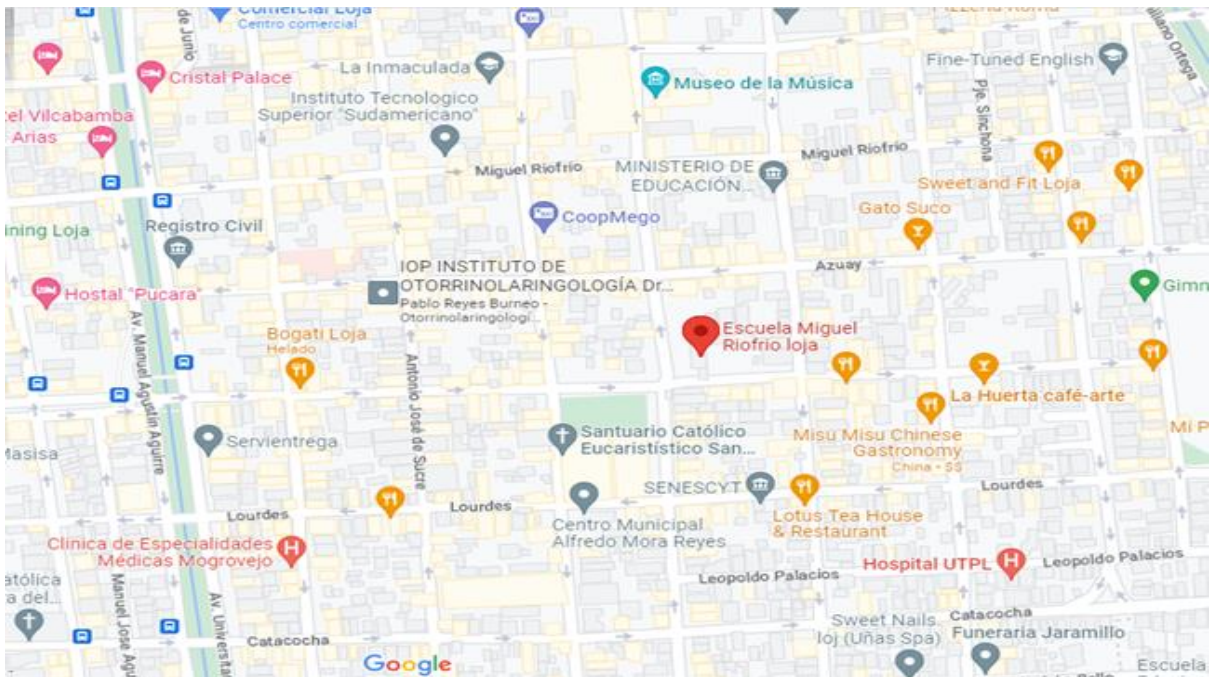 Comercial Loja
Centro comercial
Pizzería Roma
de Junio
iliano Ortega
Fine-Tuned English
La Inmaculada
Cristal Palace
Museo de la Música
Instituto Tecnologico
Superior "Sudamericano"
Pje. Sinchona
tel Vilcabamba
Arias
Miguel Riofrio
MINISTERIO DE
EDUCACIÓN...
Miguel Riofrio
Sweet and Fit Loja
Gato Suco
CoopMego
ining Loja
Registro Civil
Azuay
IOP INSTITUTO DE
OTORRINOLARINGOLOGÍA Dr...
Pablo Reyes Burneo -
Otorrinolaringologí...
Hostal "Pucara"
Gimn
Av. Manuel Agustín Aguirre
Bogati Loja
Helado
Escuela Miguel
Riofrio loja
Antonio José de Sucre
La Huerta café-arte
Servientrega
Santuario Católico
Eucaristístico San...
Misu Misu Chinese
Gastronomy
China - $$
Mi P
Masisa
SENESCYT
Lourdes
Lourdes
Lourdes
Centro Municipal
Alfredo Mora Reyes
Lotus Tea House
& Restaurant
Clinica de Especialidades
Médicas Mogrovejo
Leopoldo Palacios
Hospital UTPL
Leopoldo Palacios
atólica
a del...
Manuel Jose Agu
Av. Universita
Catacocha
Catacocha
Sweet Nails
loj (Uñas Spa)
Funeraria Jaramillo
Google
Escuela